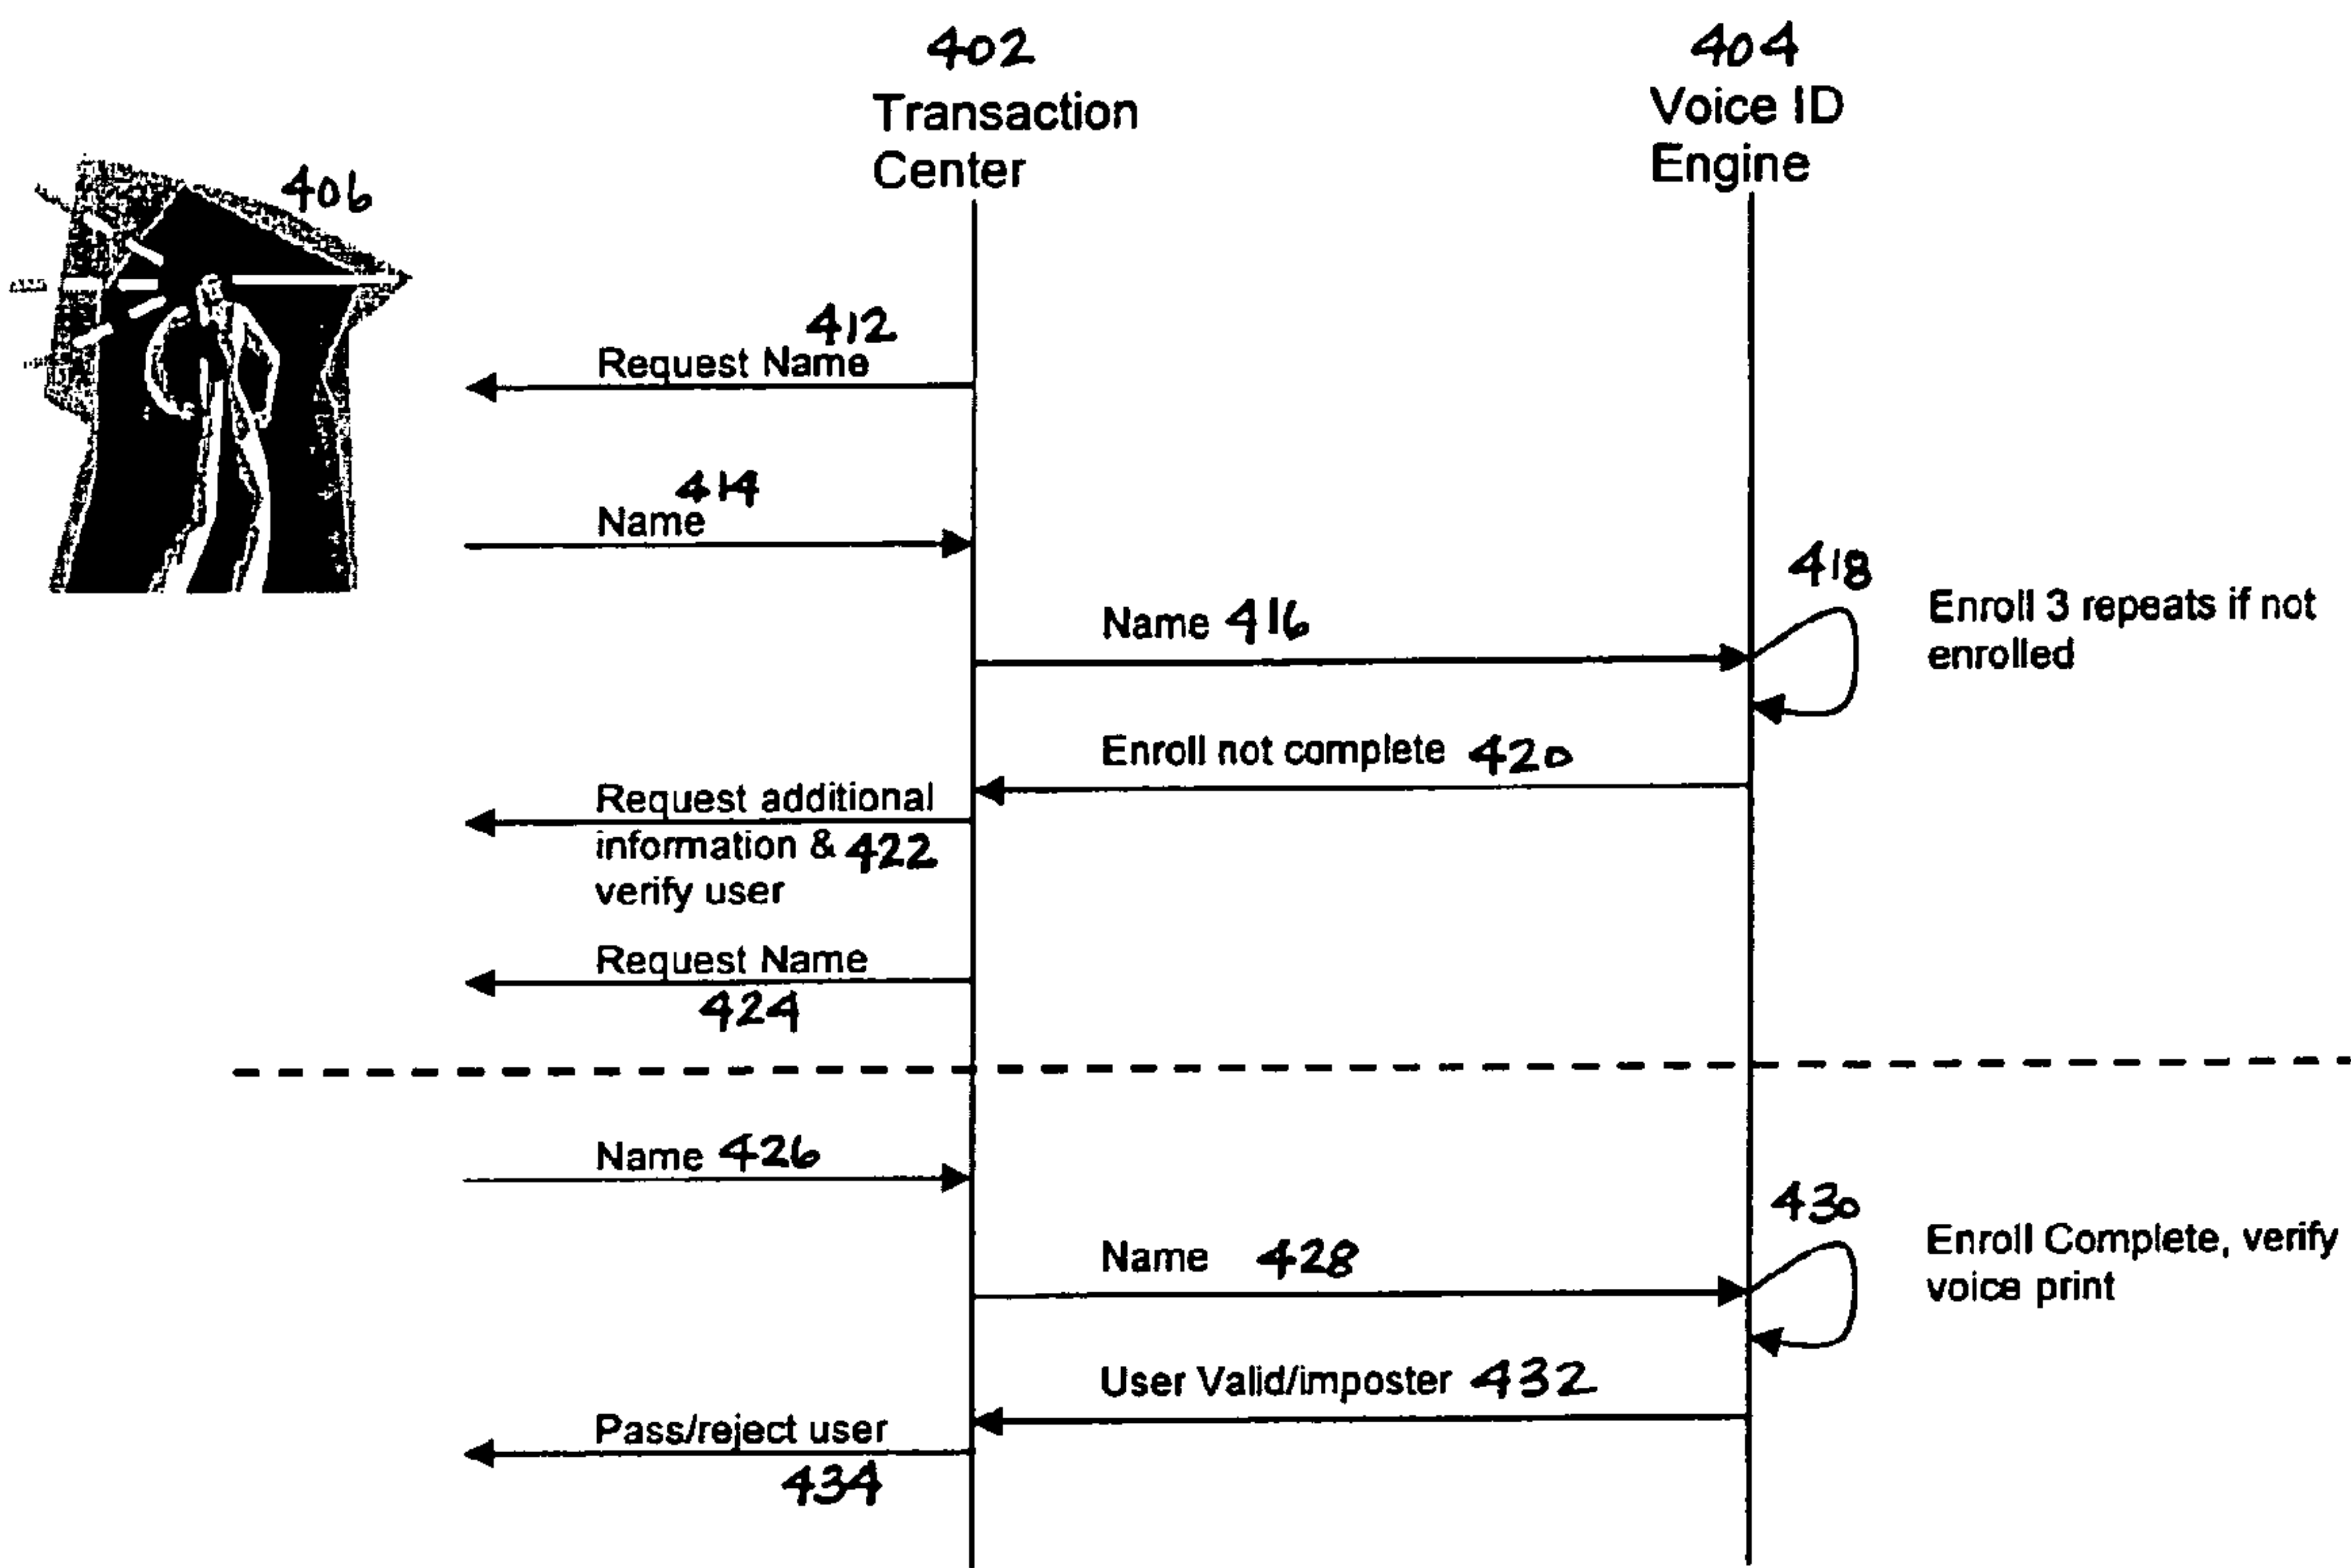 402
Transaction
Center
404
Voice ID
Engine
406
412
Request Name
414
Name
418
Name 416
Enroll 3 repeats if not
enrolled
Enroll not complete 420
Request additional
information & 422
verify user
Request Name
424
Name 426
430
Name 428
Enroll Complete, verify
voice print
User Valid/imposter 432
Pass/reject user
434